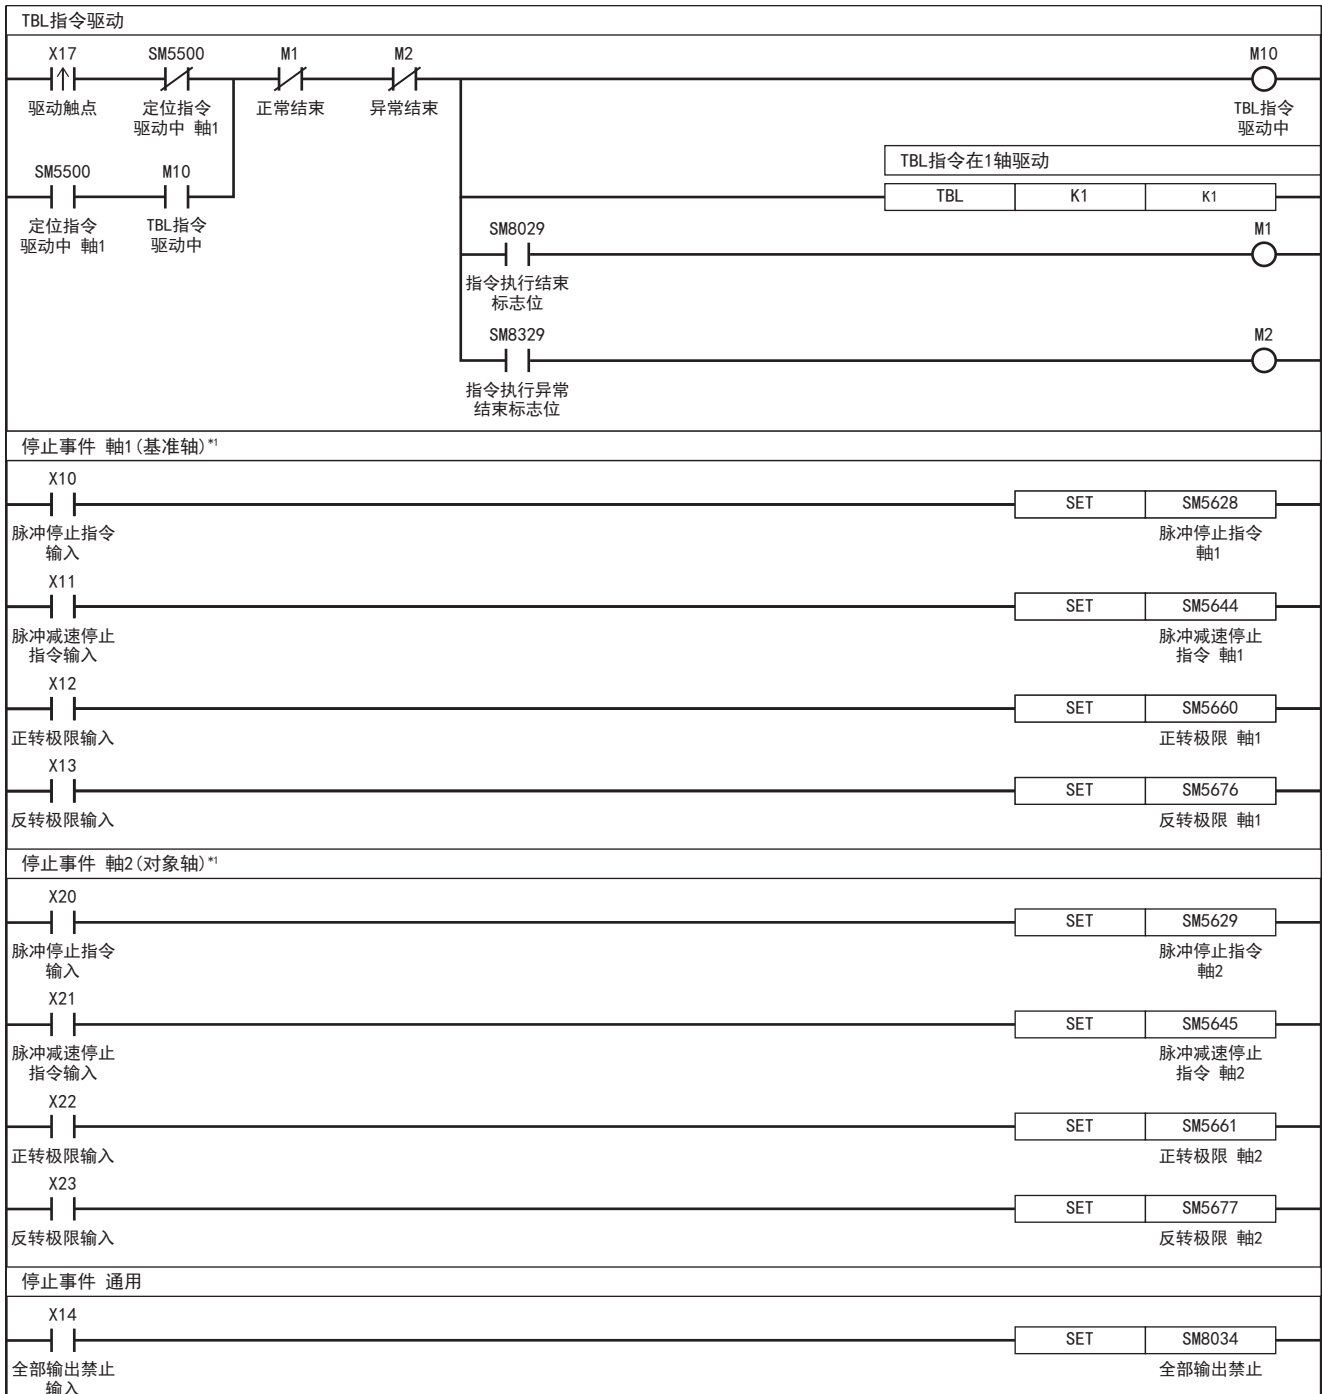 TBL指令驱动
X17 SM5500 M1 M2 M10
驱动触点 定位指令 正常结束 异常结束 TBL指令
驱动中 軸1 驱动中
TBL指令在1轴驱动
SM5500 M10
TBL K1 K1
定位指令 TBL指令 SM8029 M1
驱动中 軸1 驱动中
指令执行结束
标志位
SM8329 M2
指令执行异常
结束标志位
停止事件 軸1(基准轴)*1
X10
SET SM5628
脉冲停止指令 脉冲停止指令
输入 軸1
X11
SET SM5644
脉冲减速停止 脉冲减速停止
指令输入 指令 軸1
X12
SET SM5660
正转极限输入 正转极限 軸1
X13
SET SM5676
反转极限输入 反转极限 軸1
停止事件 軸2(对象轴)*1
X20
SET SM5629
脉冲停止指令 脉冲停止指令
输入 軸2
X21
SET SM5645
脉冲减速停止 脉冲减速停止
指令输入 指令 軸2
X22
SET SM5661
正转极限输入 正转极限 軸2
X23
SET SM5677
反转极限输入 反转极限 軸2
停止事件 通用
X14
SET SM8034
全部输出禁止 全部输出禁止
输入